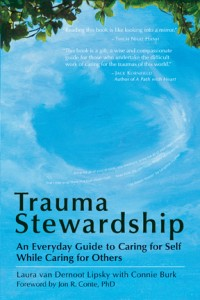 Reading this book is like looking into a mirror."
"This book is a gift, a wise and compassionate
guide for those who undertake the difficult
work of caring for the traumas of this world."
—Jack Kornfield
Author of A Path with Heart
Trauma
Stewardship
An Everyday Guide to Caring for Self
While Caring for Others
Laura van Dernoot Lipsky with Connie Burk
Foreword by Jon R. Conte, PhD